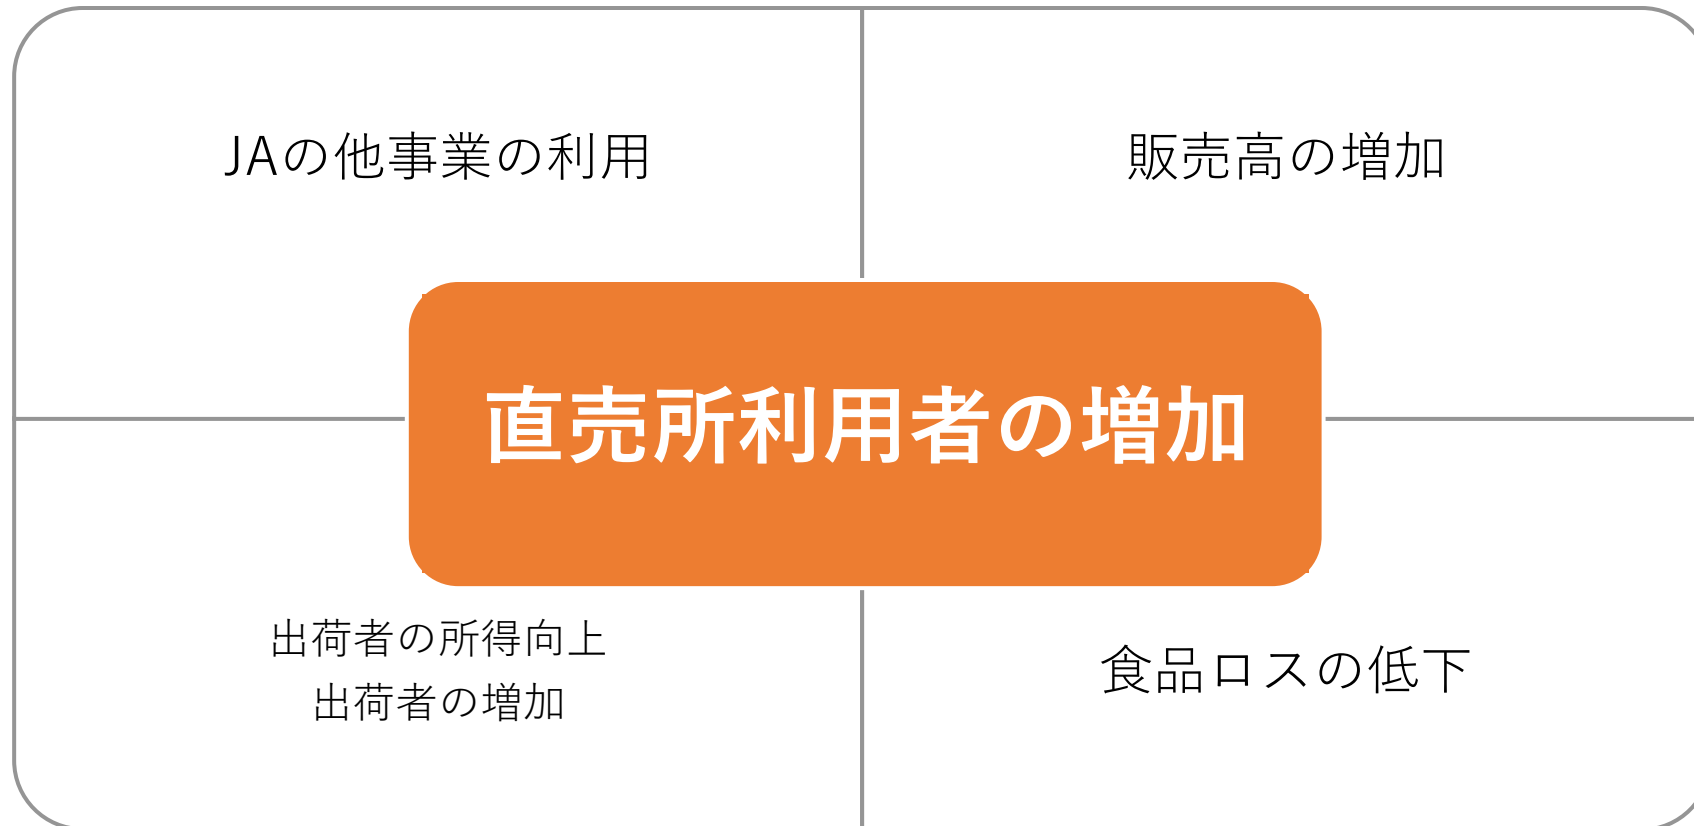 JAの他事業の利用
販売高の増加
直売所利用者の増加
出荷者の所得向上
出荷者の増加
食品ロスの低下